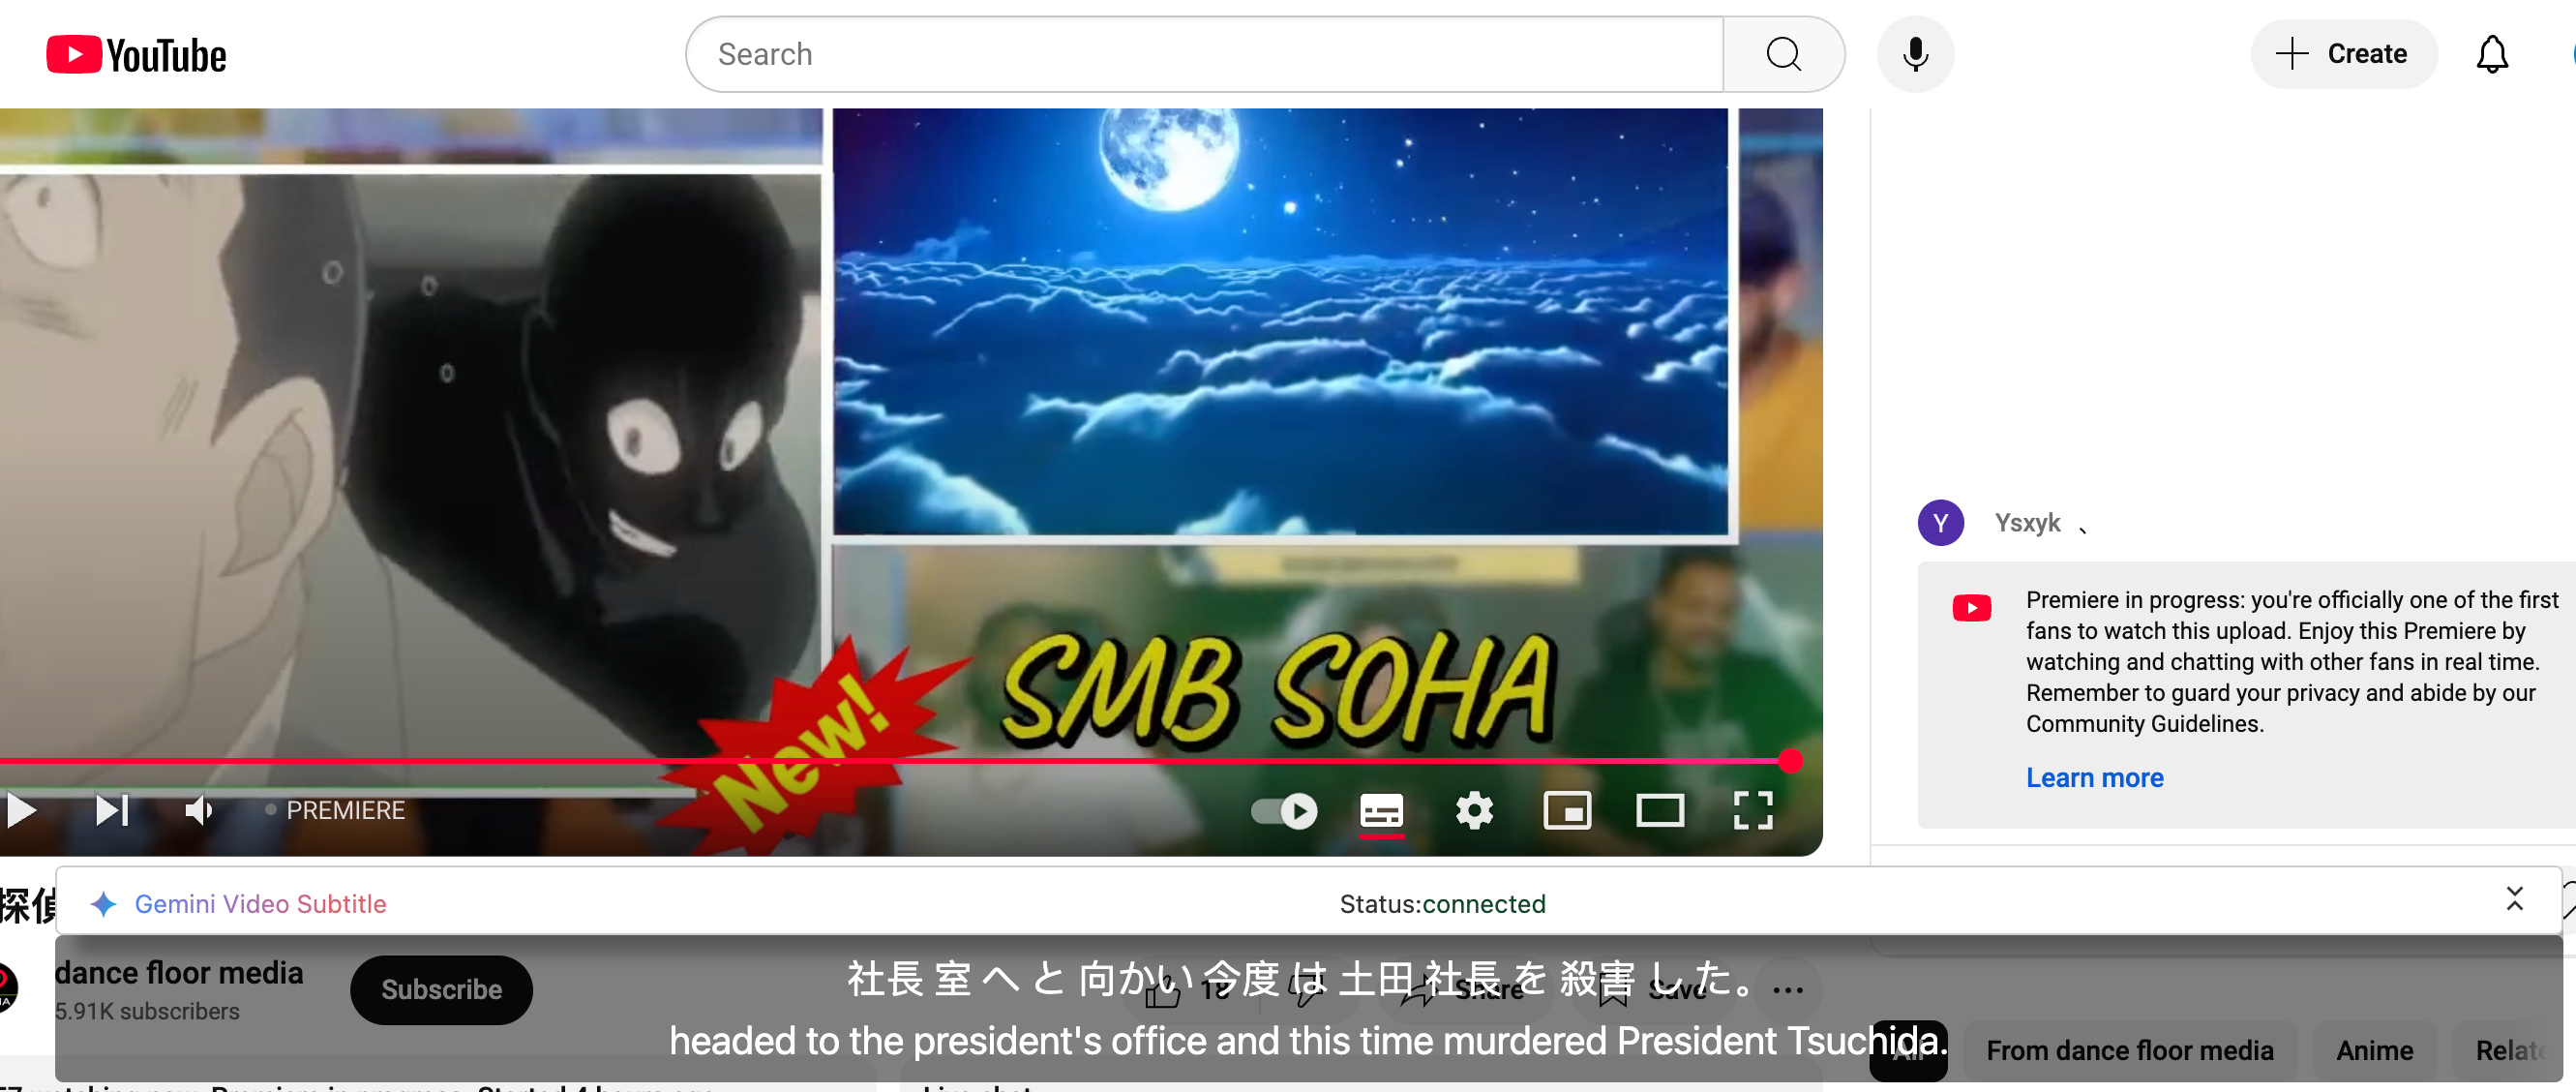 YouTube
Search
Create
Ysxyk 、
Premiere in progress: you're officially one of the first
fans to watch this upload. Enjoy this Premiere by
watching and chatting with other fans in real time.
Remember to guard your privacy and abide by our
Community Guidelines.
Learn more
SMB SOHA
New!
PREMIERE
Gemini Video Subtitle
Status:connected
dance floor media
5.91K subscribers
Subscribe
18
Share
Save
社長 室 へ と 向かい 今度 は 土田 社長 を 殺害 し た。
headed to the president's office and this time murdered President Tsuchida.
All
From dance floor media
Anime